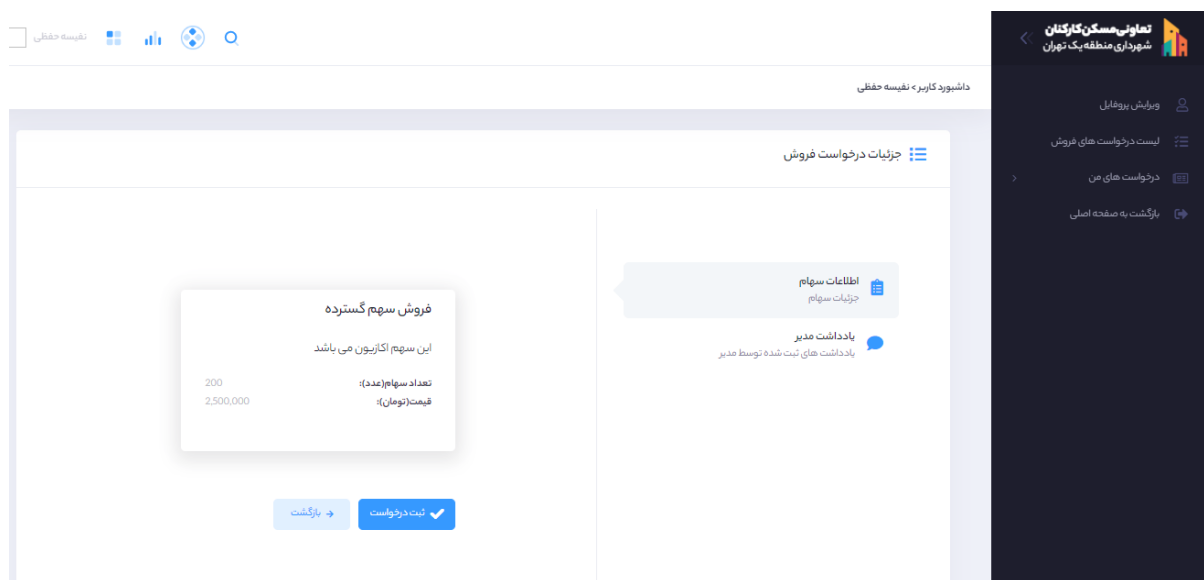 تعاونی مسکن کارکنان
شهرداری منطقه یک تهران
نفیسه حفظی
داشبورد کاربر > نفیسه حفظی
ویرایش پروفایل
لیست درخواست های فروش
درخواست های من
بازگشت به صفحه اصلی
جزئیات درخواست فروش
اطلاعات سهام
جزئیات سهام
یادداشت مدیر
یادداشت های ثبت شده توسط مدیر
فروش سهم گسترده
این سهم اکازیون می باشد
تعداد سهام(عدد): 200
قیمت(تومان): 2,500,000
ثبت درخواست
بازگشت